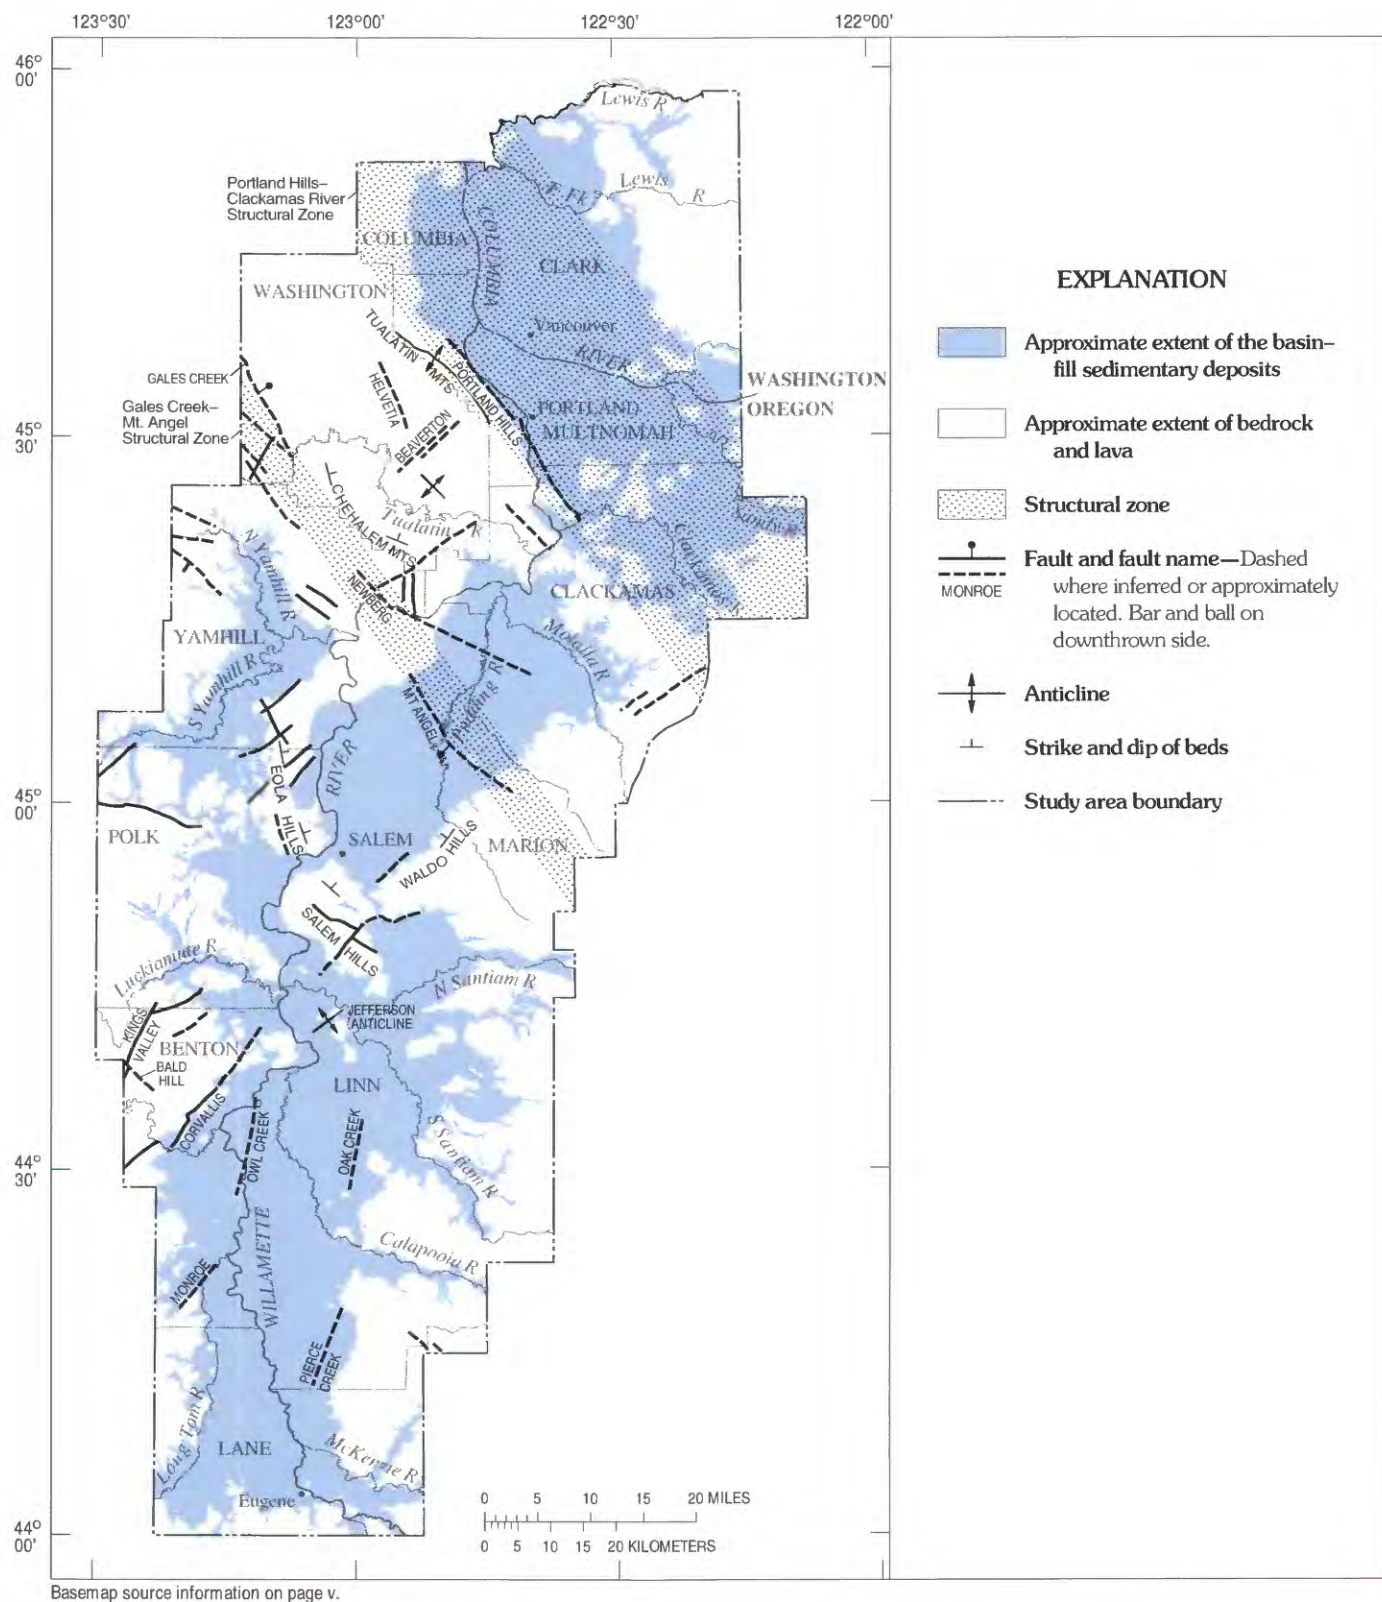 123°30'
123°00'
122°30'
122°00'
46°
00'
Lewis R
Portland Hills–
Clackamas River
Structural Zone
E. Fk
Lewis
R
COLUMBIA
COLUMBIA
CLARK
WASHINGTON
TUALATIN
MTS
Vancouver
RIVER
GALES CREEK
HELVETIA
PORTLAND HILLS
WASHINGTON
OREGON
Gales Creek–
Mt. Angel
Structural Zone
BEAVERTON
PORTLAND
MULTNOMAH
45°
30'
CHEHALEM MTS
Tualatin
R
Sandy R
N Yamhill R
NEWBERG
CLACKAMAS
Clackamas R
YAMHILL
Molalla R
S Yamhill R
MT ANGEL
Pudding R
EOLA
HILLS
RIVER
45°
00'
POLK
SALEM
WALDO HILLS
MARION
SALEM
HILLS
Luckiamute R
N Santiam R
JEFFERSON
ANTICLINE
KINGS
VALLEY
BENTON
BALD
HILL
LINN
CORVALLIS
OWL CREEK
OAK CREEK
S Santiam R
44°
30'
WILLAMETTE
Calapooia R
MONROE
PIERCE
CREEK
Long Tom R
LANE
McKenzie R
Eugene
44°
00'
0 5 10 15 20 MILES
0 5 10 15 20 KILOMETERS
EXPLANATION
Approximate extent of the basin–
fill sedimentary deposits
Approximate extent of bedrock
and lava
Structural zone
Fault and fault name—Dashed
MONROE
where inferred or approximately
located. Bar and ball on
downthrown side.
Anticline
Strike and dip of beds
Study area boundary
Basemap source information on page v.